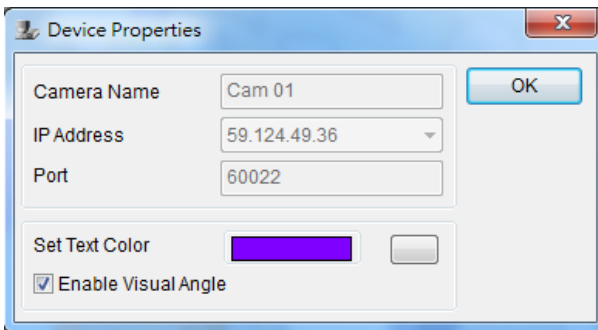 Device Properties
Camera Name Cam 01
OK
IP Address 59.124.49.36
Port 60022
Set Text Color
Enable Visual Angle